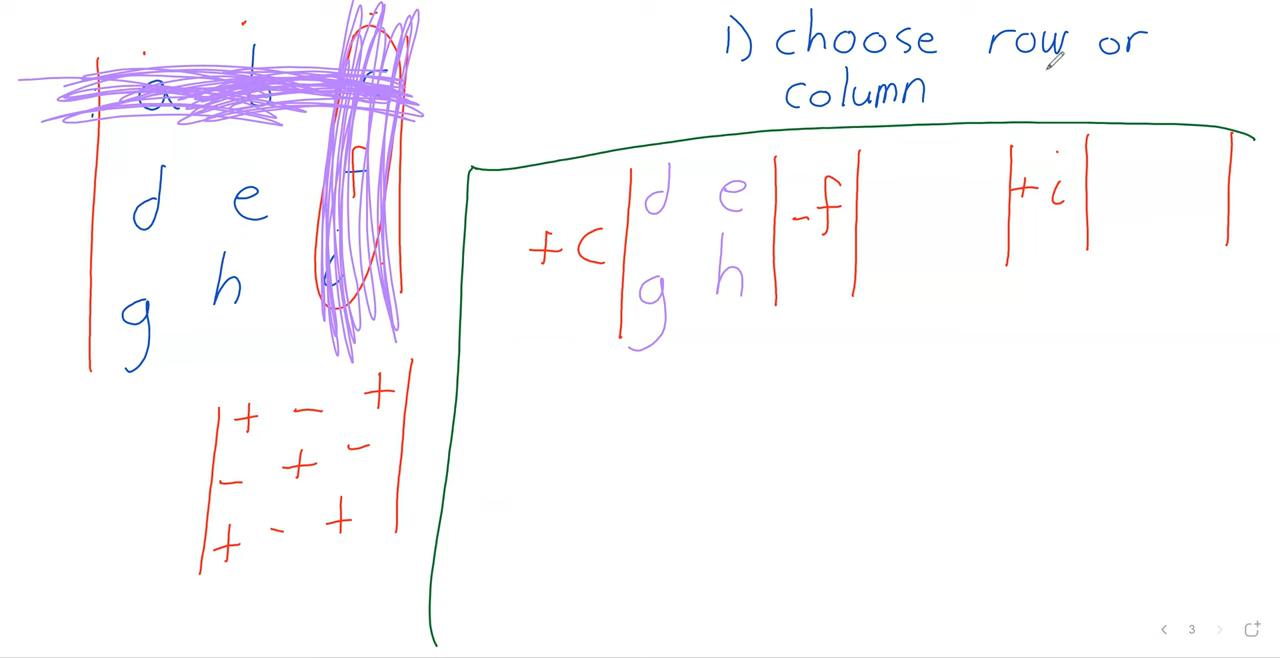 1) choose row or
column
a b c
d e f
g h i
+ c | d e | - f | | + i | |
g h
+ - +
- + -
+ - +
3